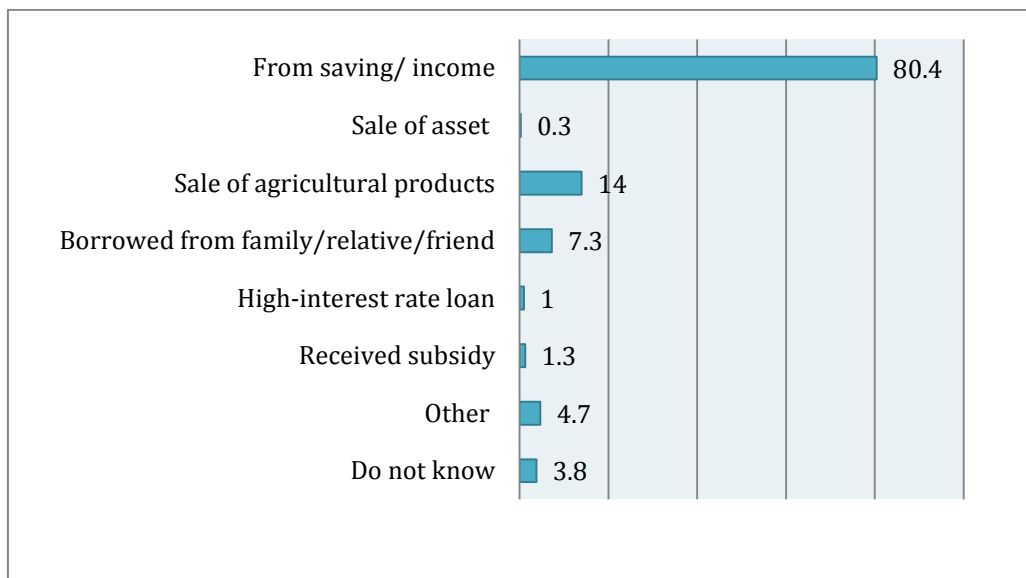 From saving/ income 80.4
Sale of asset 0.3
Sale of agricultural products 14
Borrowed from family/relative/friend 7.3
High-interest rate loan 1
Received subsidy 1.3
Other 4.7
Do not know 3.8